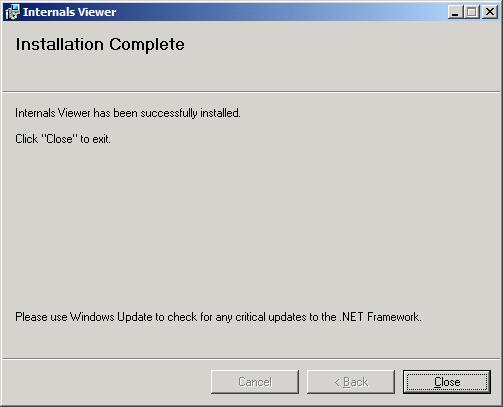 Internals Viewer
Installation Complete
Internals Viewer has been successfully installed.
Click "Close" to exit.
Please use Windows Update to check for any critical updates to the .NET Framework.
Cancel
< Back
Close